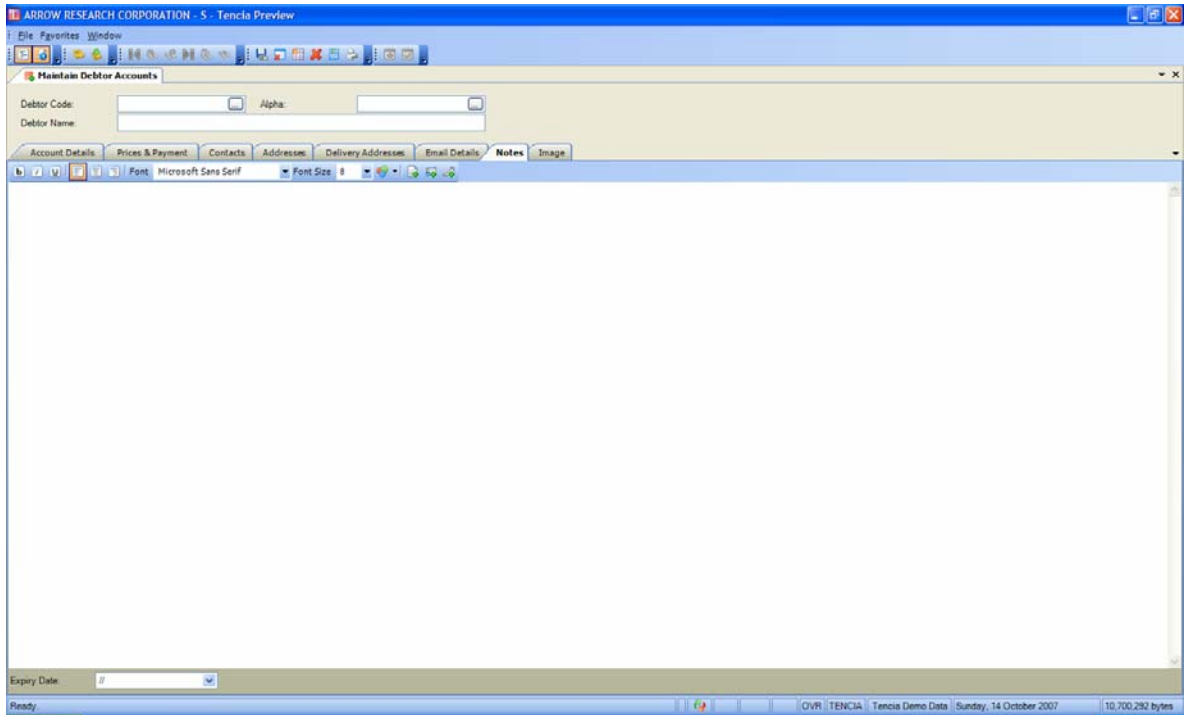 ARROW RESEARCH CORPORATION - S - Tencia Preview
File Favorites Window
Maintain Debtor Accounts
Debtor Code: ... Alpha: ...
Debtor Name:
Account Details Prices & Payment Contacts Addresses Delivery Addresses Email Details Notes Image
b i u Font Microsoft Sans Serif Font Size 8
Expiry Date: //
Ready. OVR TENCIA Tencia Demo Data Sunday, 14 October 2007 10,700,292 bytes